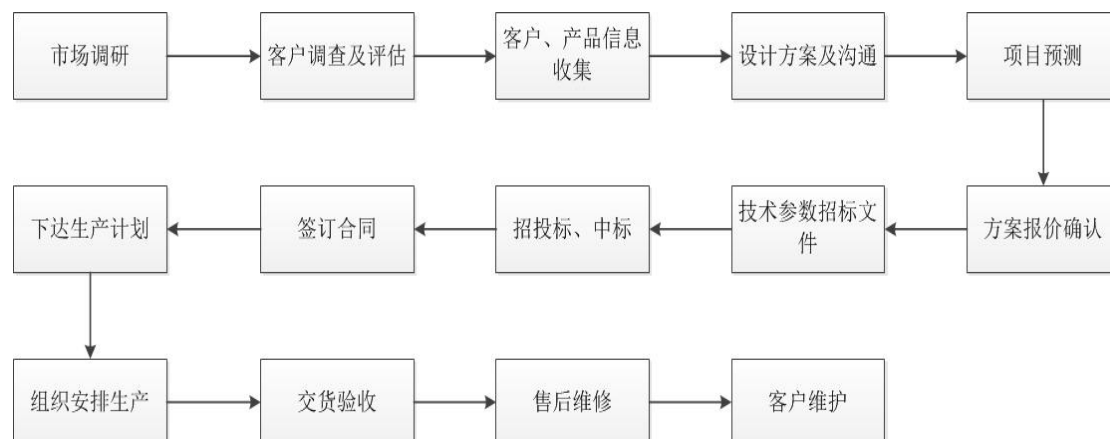 市场调研
客户调查及评估
客户、产品信息
收集
设计方案及沟通
项目预测
方案报价确认
技术参数招标文
件
招投标、中标
签订合同
下达生产计划
组织安排生产
交货验收
售后维修
客户维护